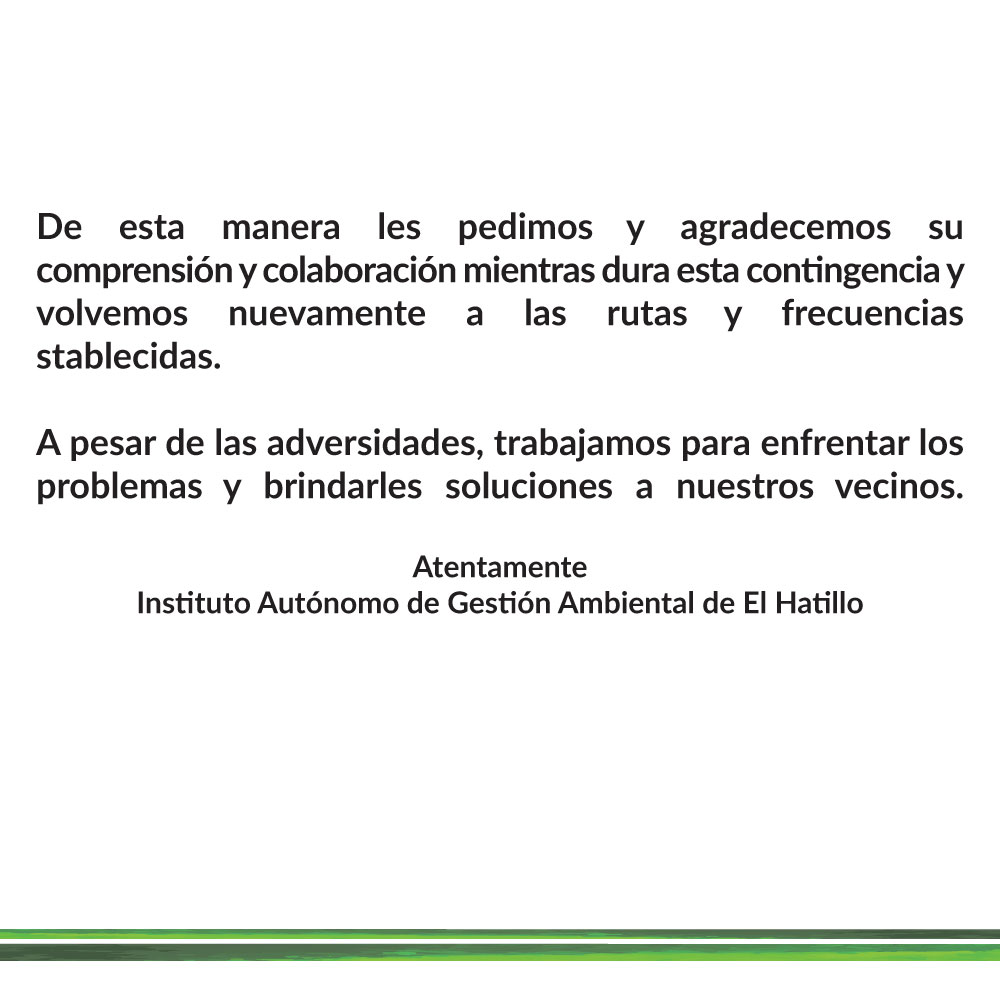 De esta manera les pedimos y agradecemos su
comprensión y colaboración mientras dura esta contingencia y
volvemos nuevamente a las rutas y frecuencias
stablecidas.
A pesar de las adversidades, trabajamos para enfrentar los
problemas y brindarles soluciones a nuestros vecinos.
Atentamente
Instituto Autónomo de Gestión Ambiental de El Hatillo